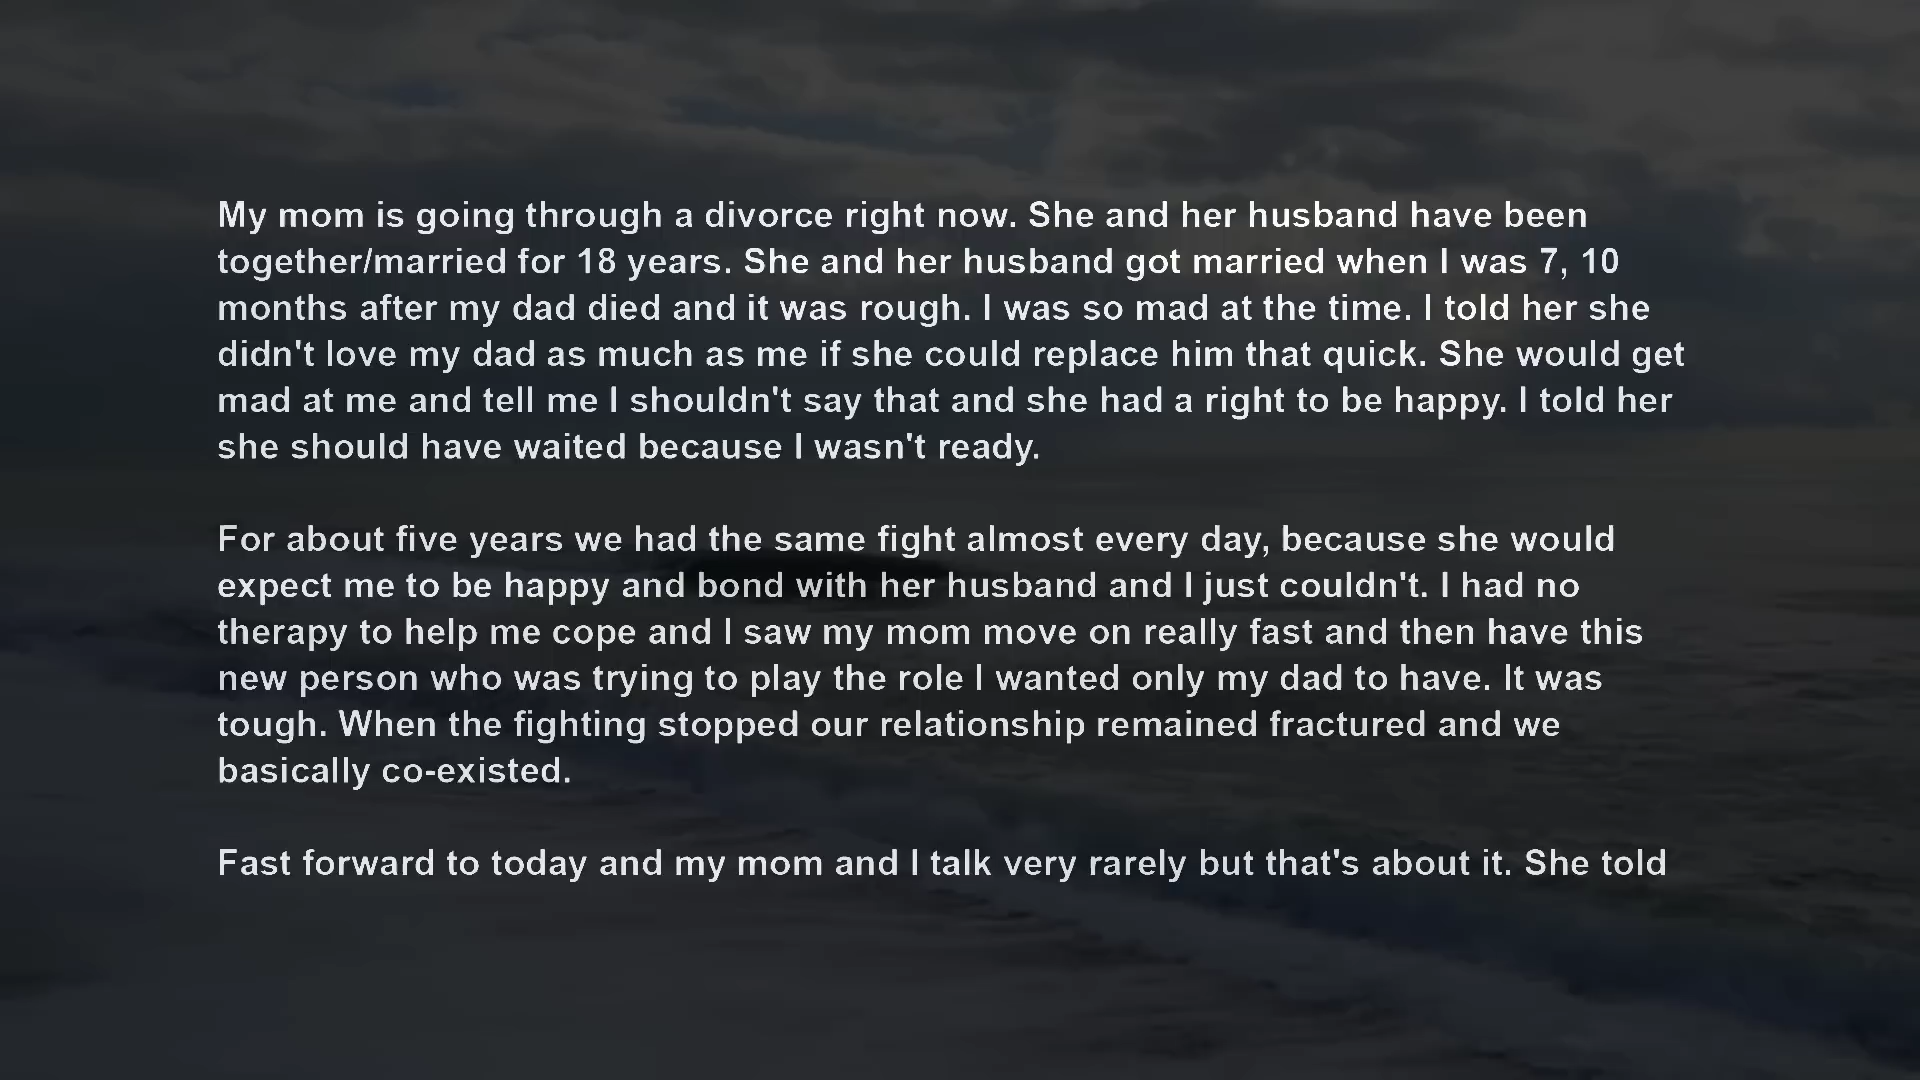 My mom is going through a divorce right now. She and her husband have been
together/married for 18 years. She and her husband got married when I was 7, 10
months after my dad died and it was rough. I was so mad at the time. I told her she
didn't love my dad as much as me if she could replace him that quick. She would get
mad at me and tell me I shouldn't say that and she had a right to be happy. I told her
she should have waited because I wasn't ready.
For about five years we had the same fight almost every day, because she would
expect me to be happy and bond with her husband and I just couldn't. I had no
therapy to help me cope and I saw my mom move on really fast and then have this
new person who was trying to play the role I wanted only my dad to have. It was
tough. When the fighting stopped our relationship remained fractured and we
basically co-existed.
Fast forward to today and my mom and I talk very rarely but that's about it. She told